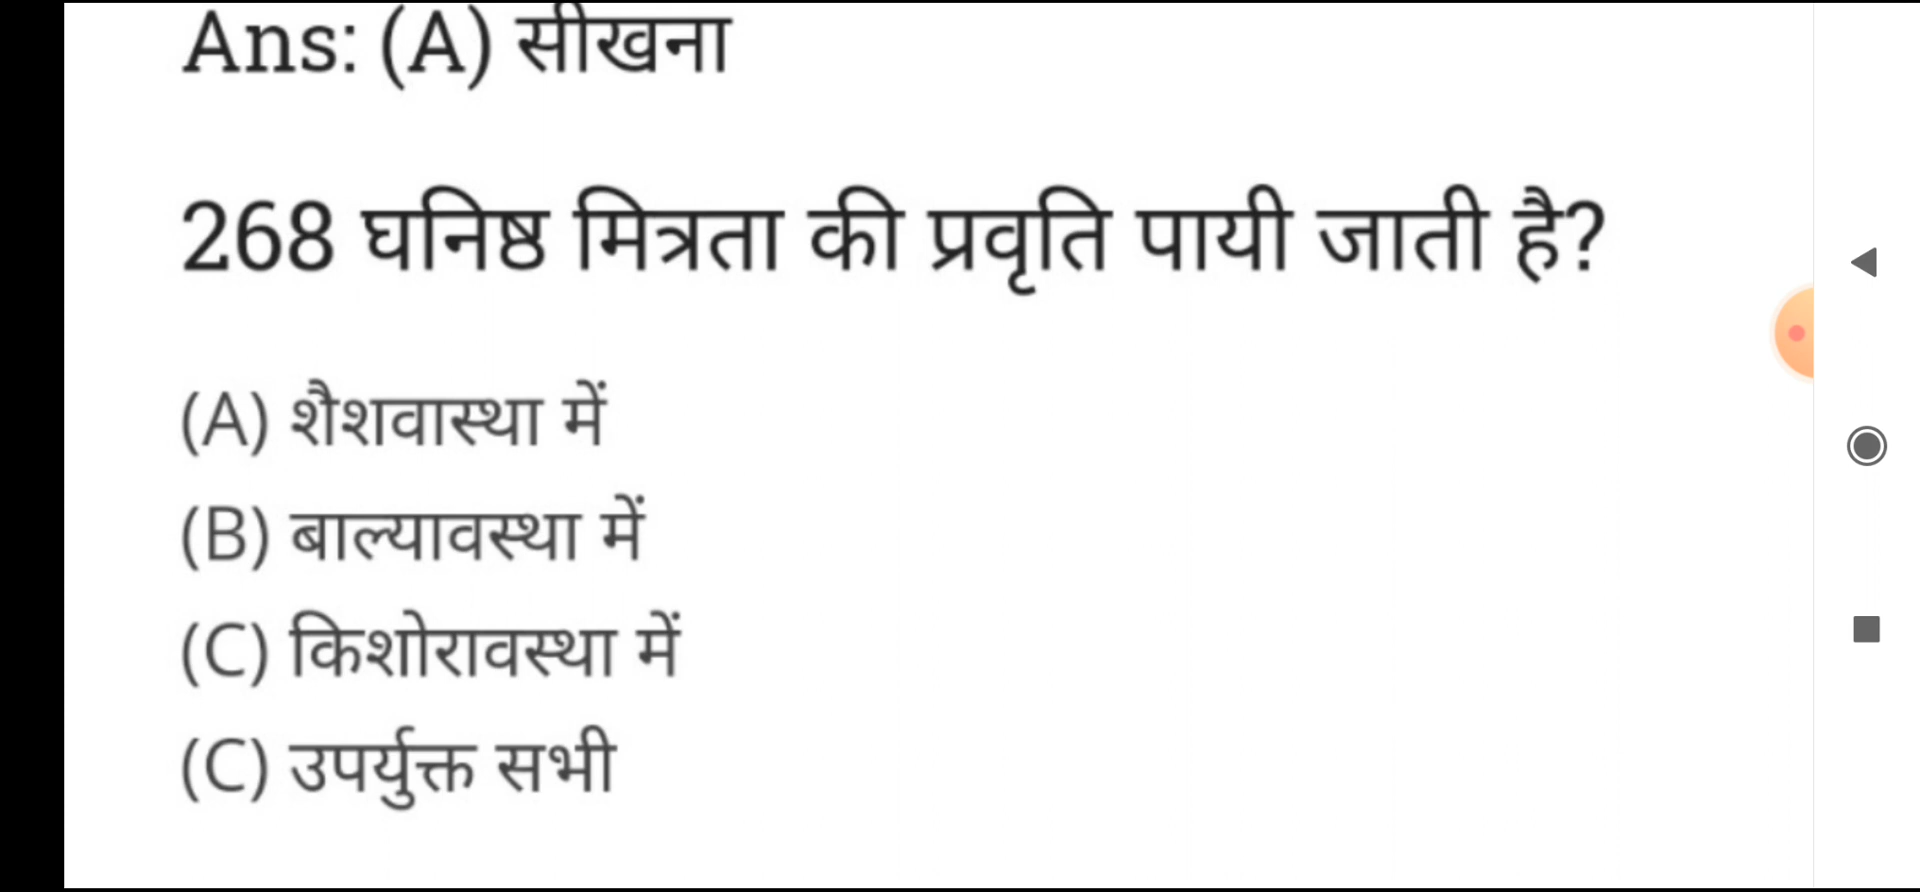 Ans: (A) सीखना
268 घनिष्ठ मित्रता की प्रवृति पायी जाती है?
(A) शैशवास्था में
(B) बाल्यावस्था में
(C) किशोरावस्था में
(C) उपर्युक्त सभी